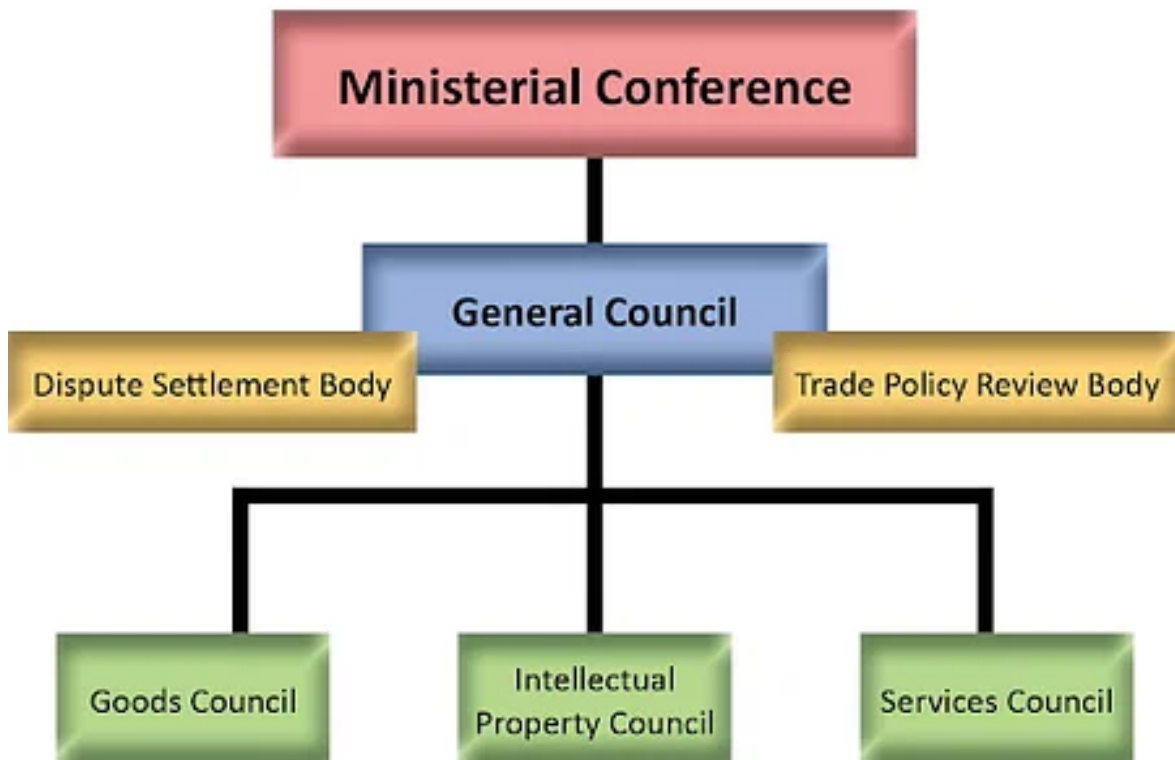 Ministerial Conference
General Council
Dispute Settlement Body
Trade Policy Review Body
Goods Council
Intellectual
Property Council
Services Council